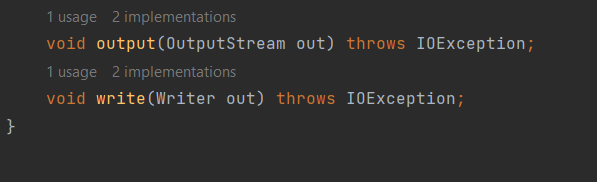 1 usage 2 implementations
void output(OutputStream out) throws IOException;
1 usage 2 implementations
void write(Writer out) throws IOException;
}